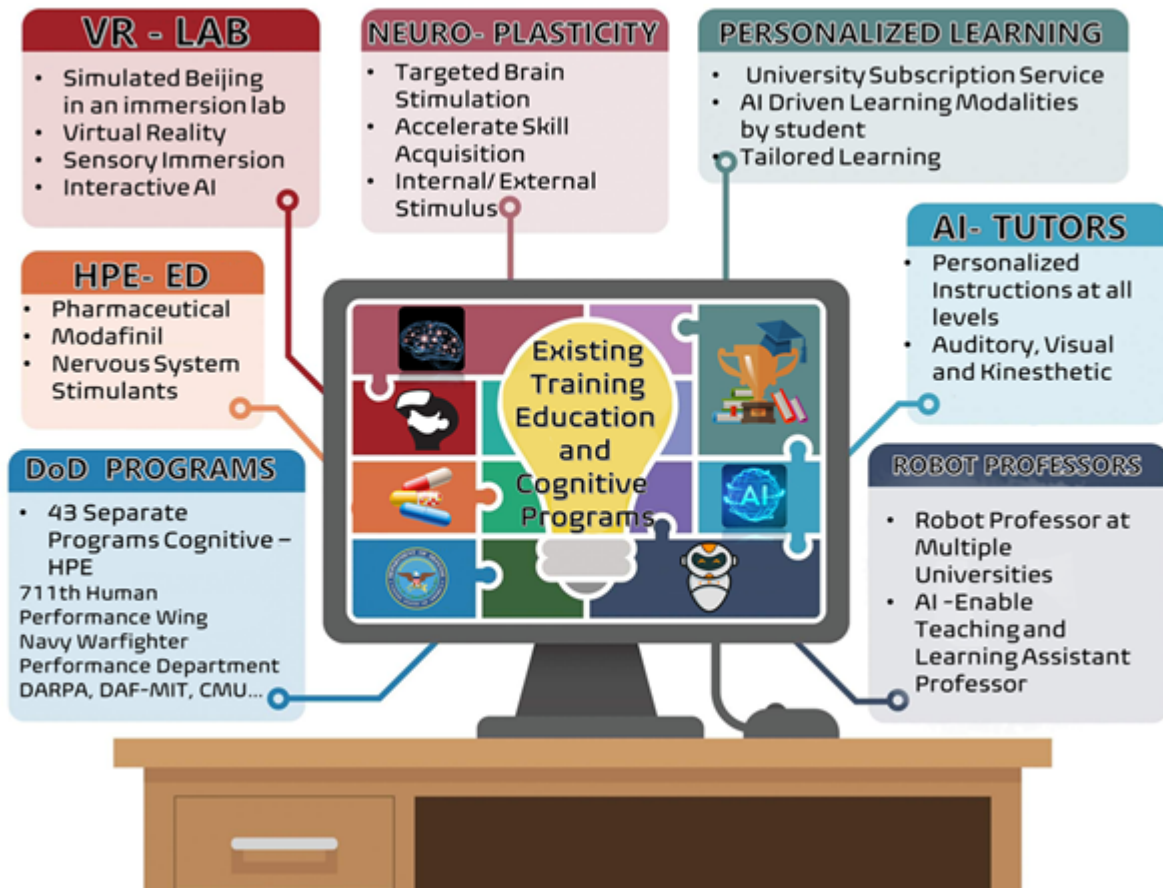 VR - LAB
• Simulated Beijing
in an immersion lab
• Virtual Reality
• Sensory Immersion
• Interactive AI
NEURO- PLASTICITY
• Targeted Brain
Stimulation
• Accelerate Skill
Acquisition
• Internal/ External
Stimulus
PERSONALIZED LEARNING
• University Subscription Service
• AI Driven Learning Modalities
by student
• Tailored Learning
HPE- ED
• Pharmaceutical
• Modafinil
• Nervous System
Stimulants
AI- TUTORS
• Personalized
Instructions at all
levels
• Auditory, Visual
and Kinesthetic
DoD PROGRAMS
• 43 Separate
Programs Cognitive –
HPE
711th Human
Performance Wing
Navy Warfighter
Performance Department
DARPA, DAF-MIT, CMU...
ROBOT PROFESSORS
• Robot Professor at
Multiple
Universities
• AI -Enable
Teaching and
Learning Assistant
Professor
Existing
Training
Education
and
Cognitive
Programs
AI